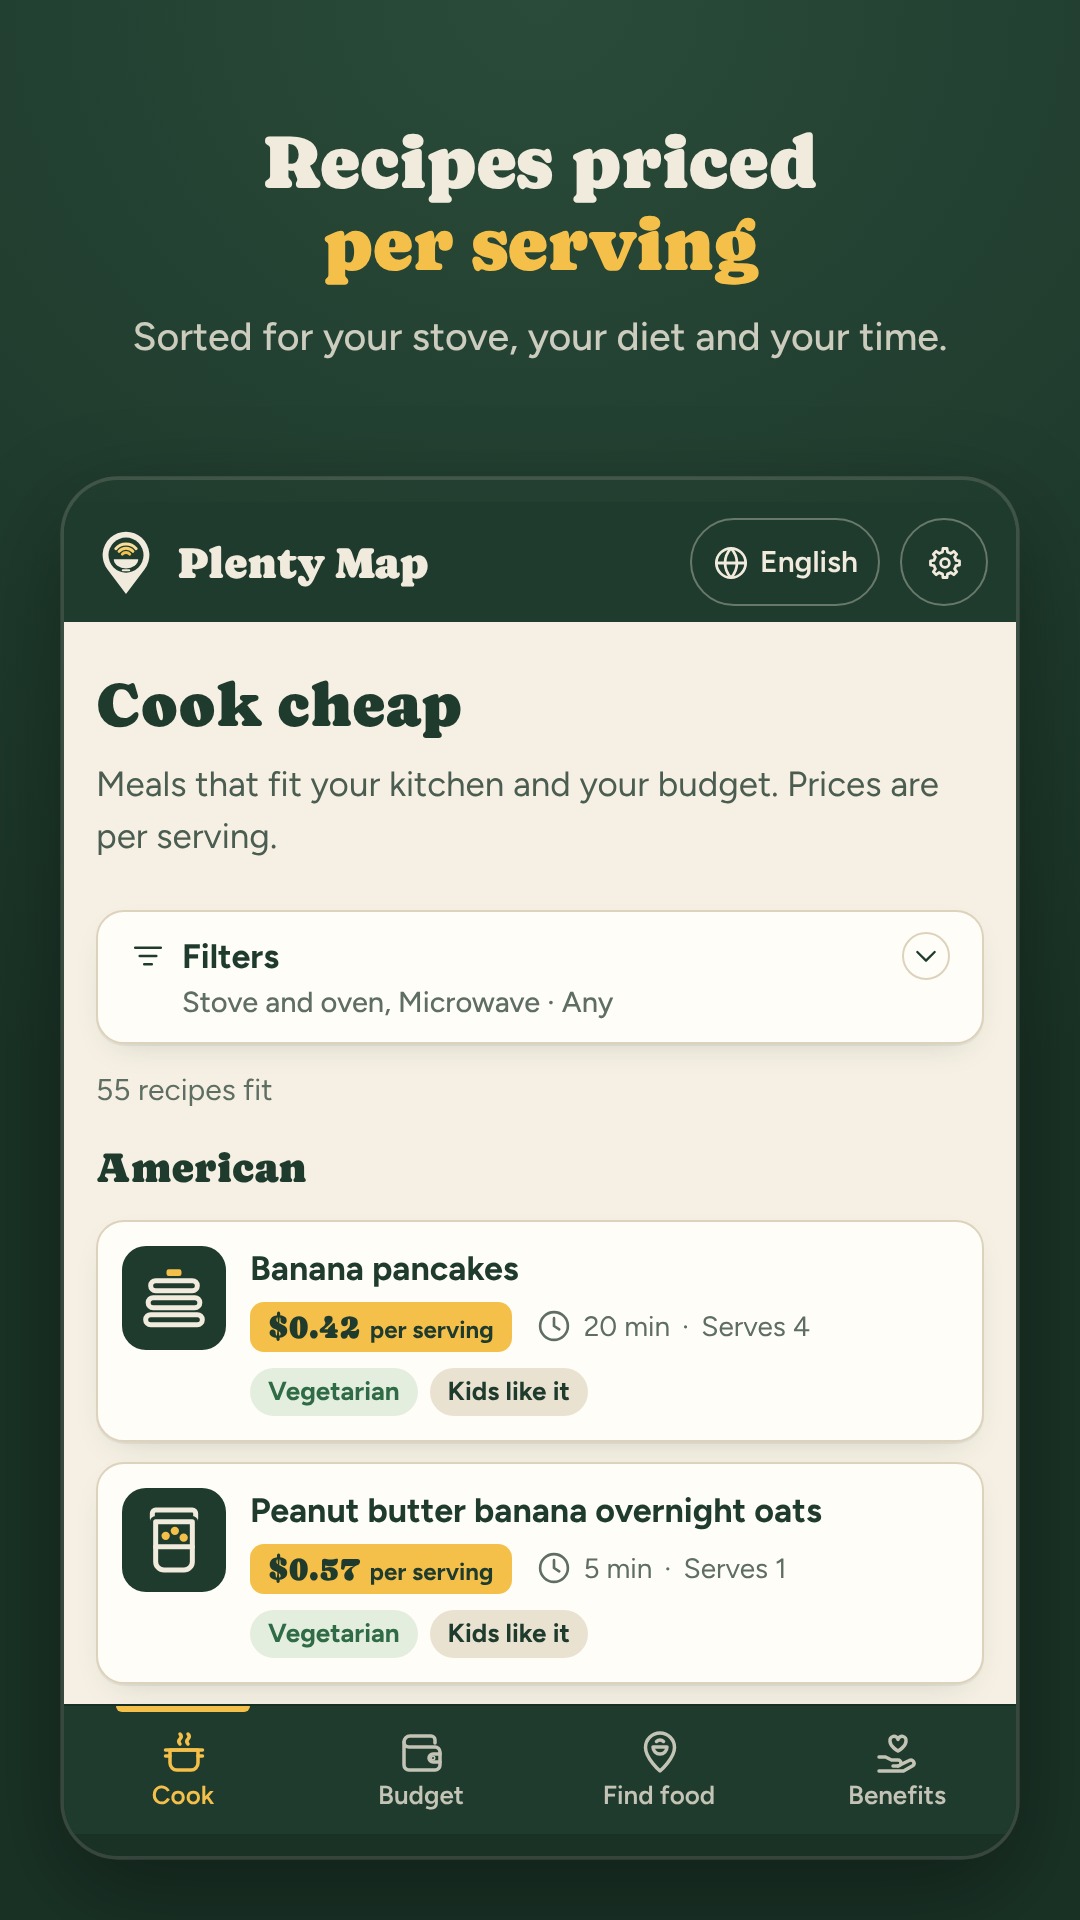 Recipes priced
per serving
Sorted for your stove, your diet and your time.
Plenty Map
English
Cook cheap
Meals that fit your kitchen and your budget. Prices are
per serving.
Filters
Stove and oven, Microwave · Any
55 recipes fit
American
Banana pancakes
$0.42 per serving 20 min · Serves 4
Vegetarian Kids like it
Peanut butter banana overnight oats
$0.57 per serving 5 min · Serves 1
Vegetarian Kids like it
Cook Budget Find food Benefits